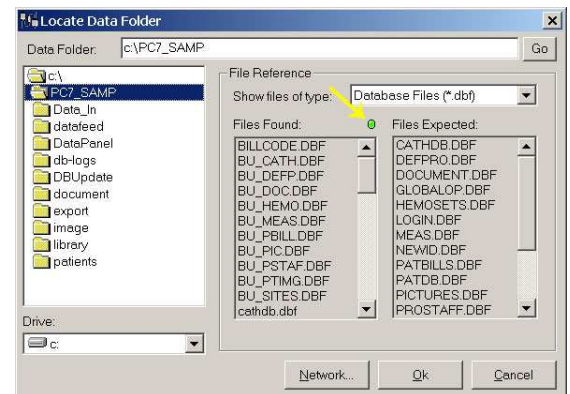 Locate Data Folder
Data Folder: c:\PC7_SAMP Go
c:\
PC7_SAMP
Data_In
datafeed
DataPanel
db-logs
DBUpdate
document
export
image
library
patients
Drive:
c:
File Reference
Show files of type: Database Files (*.dbf)
Files Found:
BILLCODE.DBF
BU_CATH.DBF
BU_DEFP.DBF
BU_DOC.DBF
BU_HEMO.DBF
BU_MEAS.DBF
BU_PBILL.DBF
BU_PIC.DBF
BU_PSTAF.DBF
BU_PTIMG.DBF
BU_SITES.DBF
cathdb.dbf
Files Expected:
CATHDB.DBF
DEFPRO.DBF
DOCUMENT.DBF
GLOBALOP.DBF
HEMOSETS.DBF
LOGIN.DBF
MEAS.DBF
NEWID.DBF
PATBILLS.DBF
PATDB.DBF
PICTURES.DBF
PROSTAFF.DBF
Network... Ok Cancel